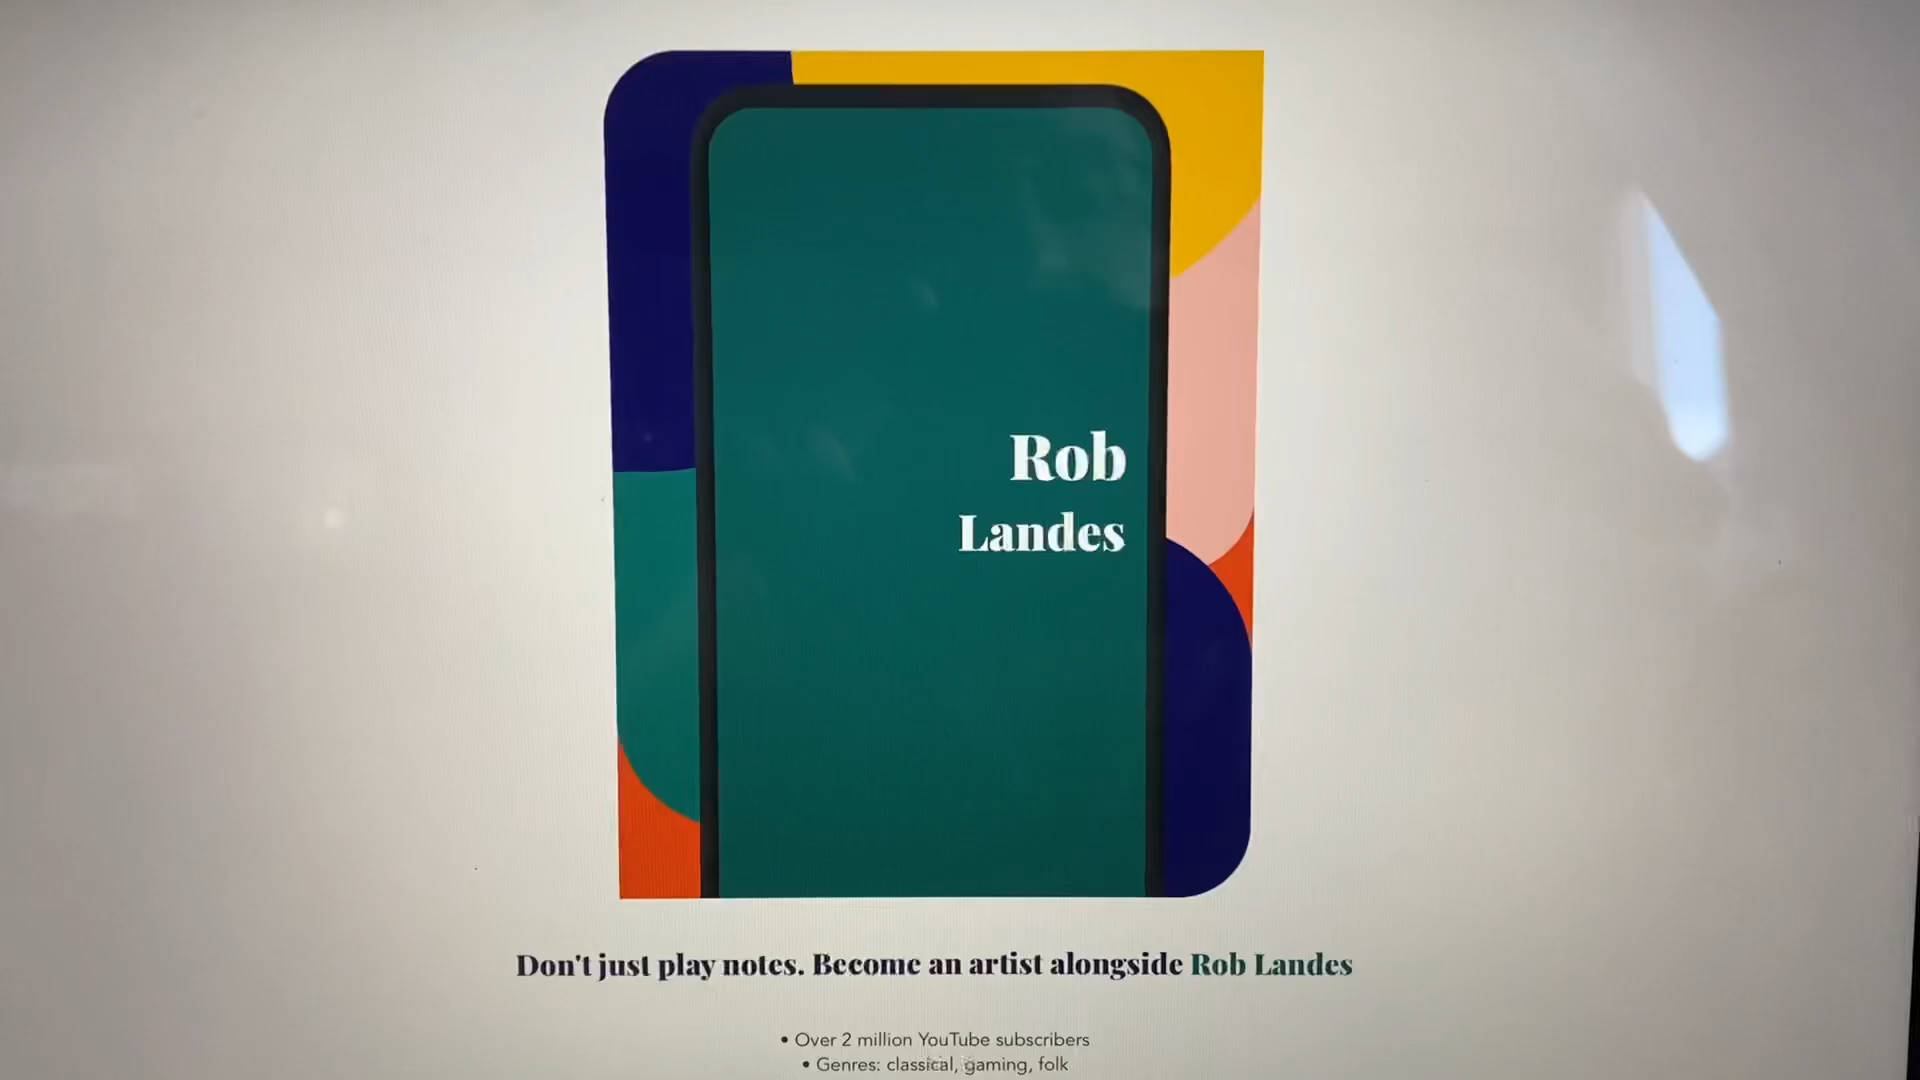 Rob
Landes
Don't just play notes. Become an artist alongside Rob Landes
• Over 2 million YouTube subscribers
• Genres: classical, gaming, folk